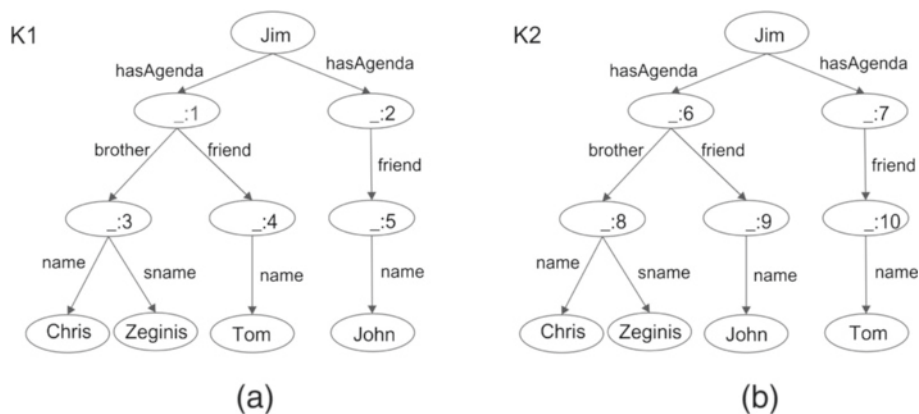 K1 Jim K2 Jim
hasAgenda hasAgenda hasAgenda hasAgenda
_:1 _:2 _:6 _:7
brother friend friend brother friend friend
_:3 _:4 _:5 _:8 _:9 _:10
name sname name name name sname name name
Chris Zeginis Tom John Chris Zeginis John Tom
(a) (b)